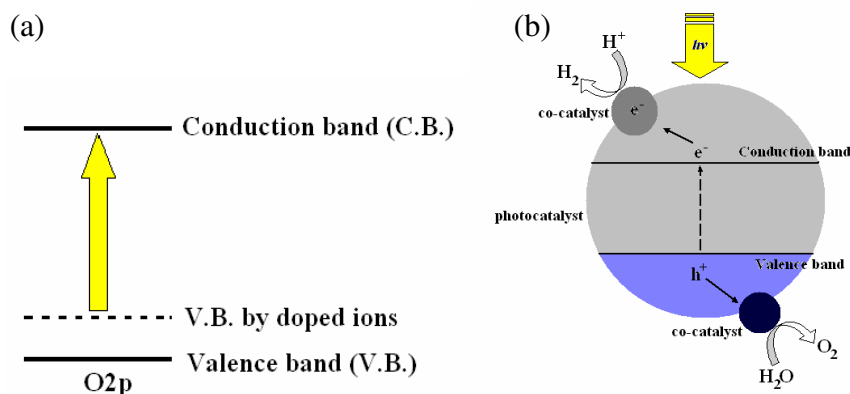 (a)
Conduction band (C.B.)
V.B. by doped ions
Valence band (V.B.)
O2p
(b)
hν
H⁺
H₂
co-catalyst
e⁻
e⁻
Conduction band
photocatalyst
Valence band
h⁺
co-catalyst
O₂
H₂O